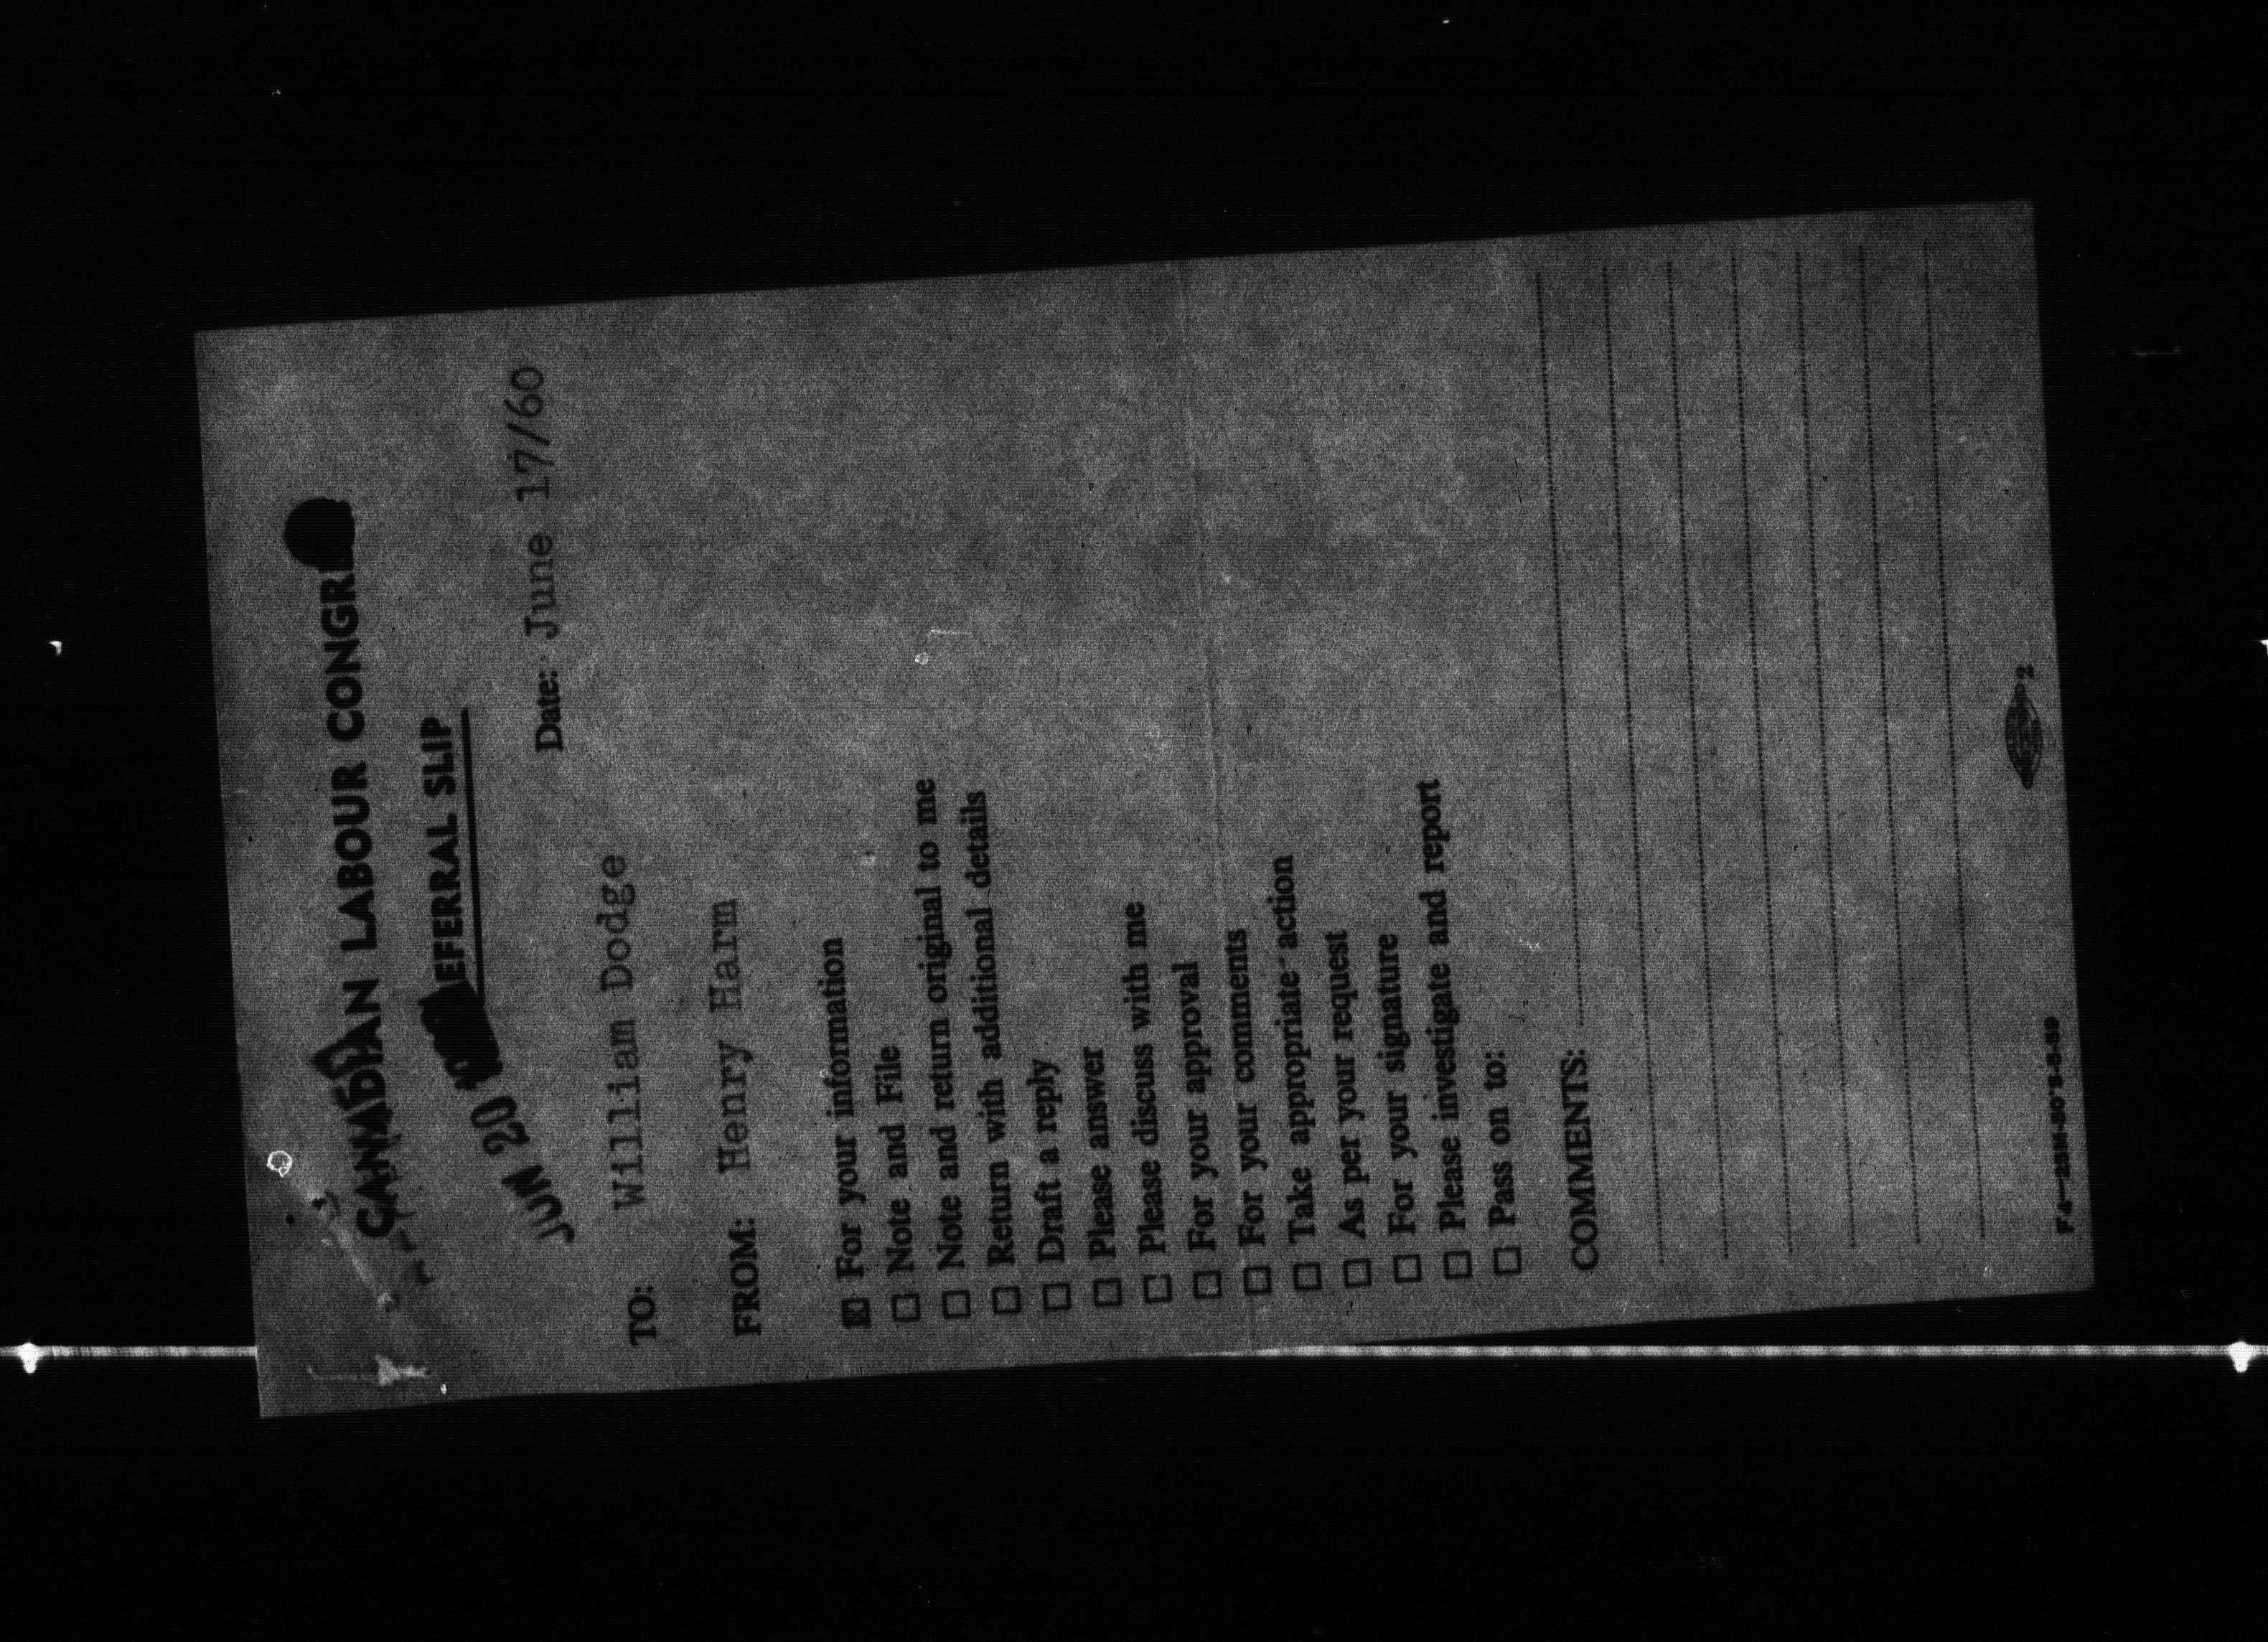 CANADIAN LABOUR CONGRE
EFERRAL SLIP
JUN 20
Date: June 17/60
TO: William Dodge
FROM: Henry Harm
☒ For your information
☐ Note and File
☐ Note and return original to me
☐ Return with additional details
☐ Draft a reply
☐ Please answer
☐ Please discuss with me
☐ For your approval
☐ For your comments
☐ Take appropriate action
☐ As per your request
☐ For your signature
☐ Please investigate and report
☐ Pass on to:
COMMENTS:
2